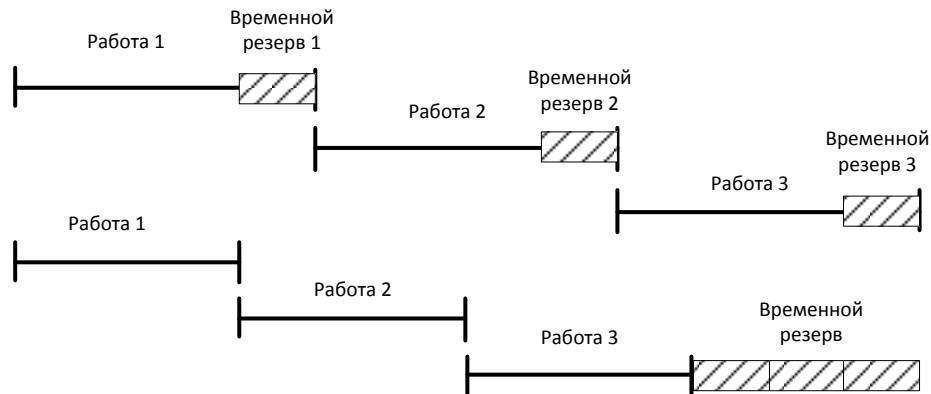 Работа 1
Временной
резерв 1
Работа 2
Временной
резерв 2
Работа 3
Временной
резерв 3
Работа 1
Работа 2
Работа 3
Временной
резерв